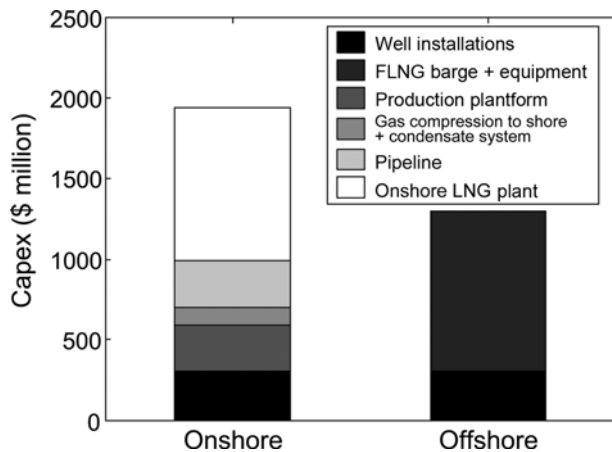 2500
2000
1500
1000
500
0
Capex ($ million)
Well installations
FLNG barge + equipment
Production plantform
Gas compression to shore
+ condensate system
Pipeline
Onshore LNG plant
Onshore
Offshore